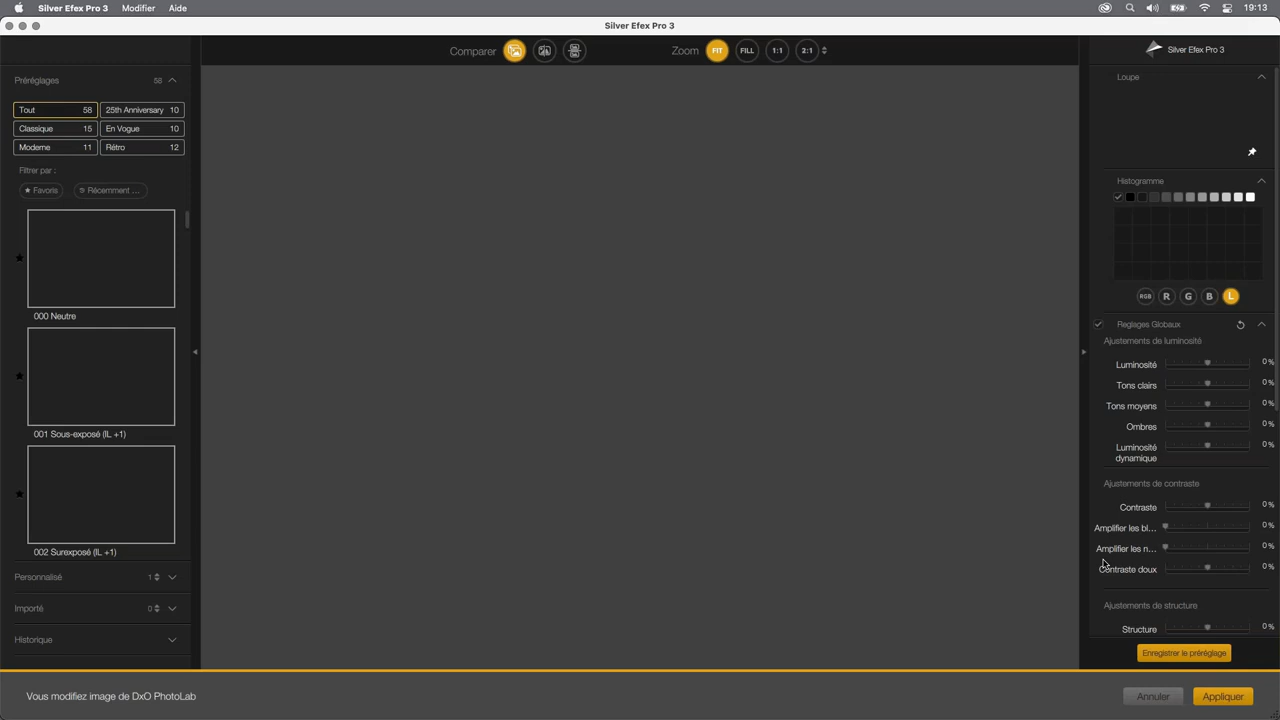 Silver Efex Pro 3 Modifier Aide 19:13
Silver Efex Pro 3
Comparer Zoom FIT FILL 1:1 2:1
Silver Efex Pro 3
Préréglages 58
Tout 58
25th Anniversary 10
Classique 15
En Vogue 10
Moderne 11
Rétro 12
Filtrer par :
Favoris
Récemment ...
000 Neutre
001 Sous-exposé (IL +1)
002 Surexposé (IL +1)
Personnalisé 1
Importé 0
Historique
Loupe
Histogramme
RGB R G B L
Reglages Globaux
Ajustements de luminosité
Luminosité 0 %
Tons clairs 0 %
Tons moyens 0 %
Ombres 0 %
Luminosité 0 %
dynamique
Ajustements de contraste
Contraste 0 %
Amplifier les bl... 0 %
Amplifier les n... 0 %
Contraste doux 0 %
Ajustements de structure
Structure 0 %
Enregistrer le préréglage
Vous modifiez image de DxO PhotoLab
Annuler
Appliquer